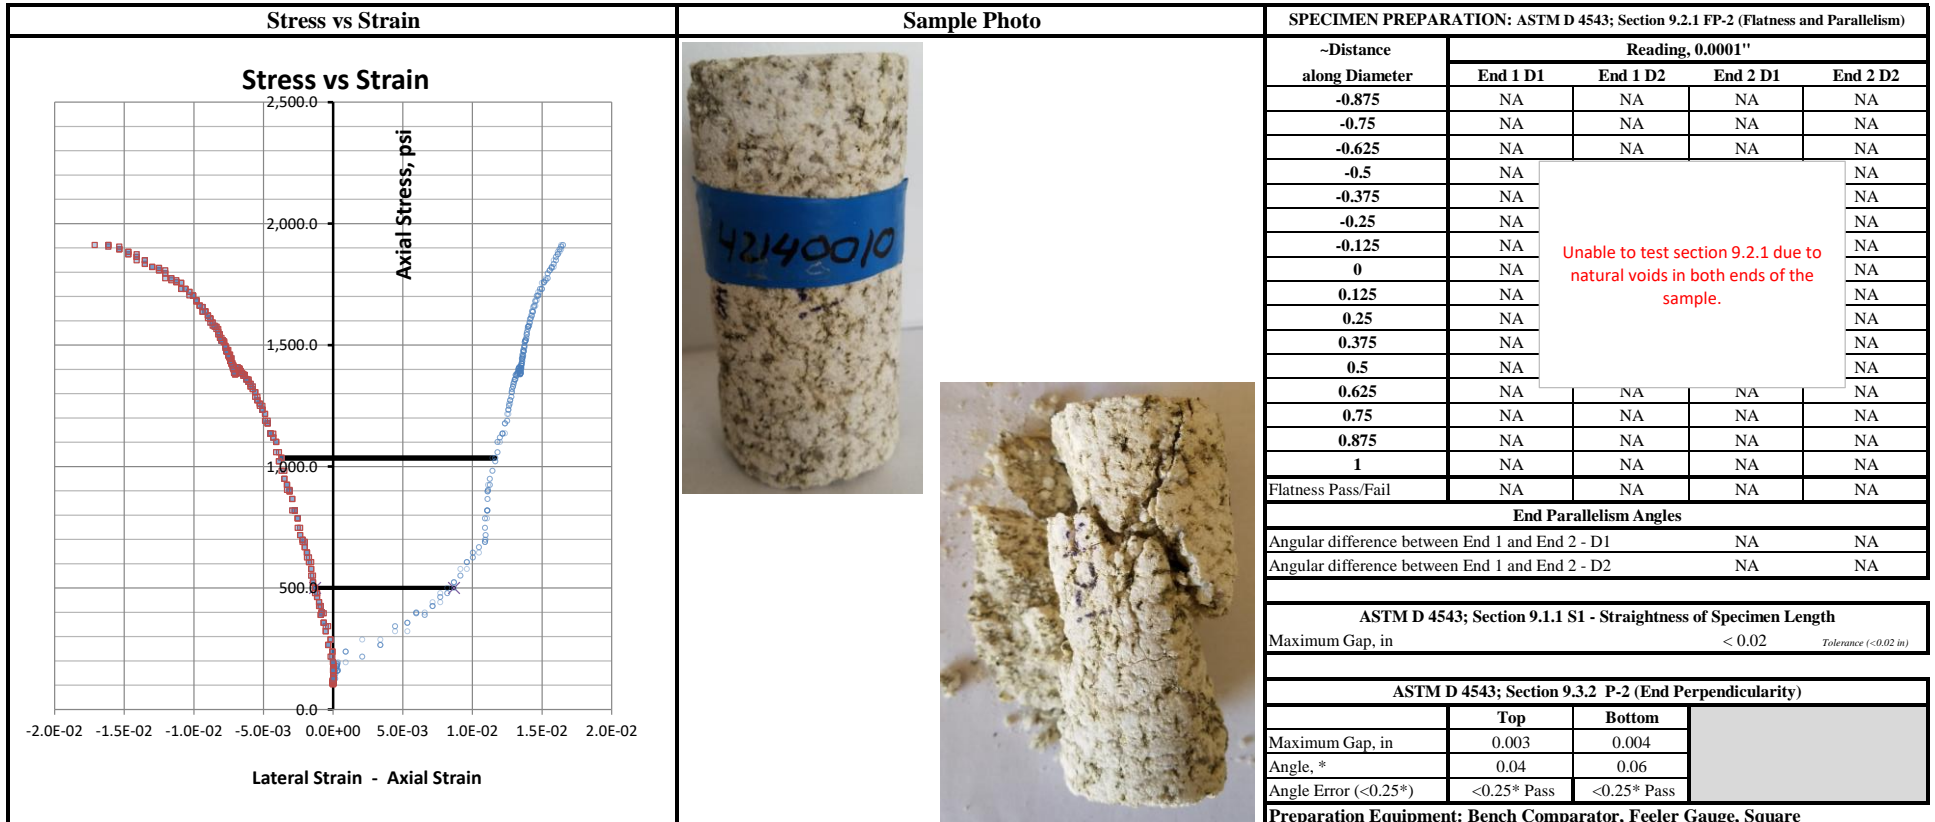 Stress vs Strain
Stress vs Strain
2,500.0
2,000.0
1,500.0
1,000.0
500.0
0.0
Axial Stress, psi
-2.0E-02 -1.5E-02 -1.0E-02 -5.0E-03 0.0E+00 5.0E-03 1.0E-02 1.5E-02 2.0E-02
Lateral Strain - Axial Strain
Sample Photo
42140010
SPECIMEN PREPARATION: ASTM D 4543; Section 9.2.1 FP-2 (Flatness and Parallelism)
~Distance Reading, 0.0001"
along Diameter End 1 D1 End 1 D2 End 2 D1 End 2 D2
-0.875 NA NA NA NA
-0.75 NA NA NA NA
-0.625 NA NA NA NA
-0.5 NA NA
-0.375 NA NA
-0.25 NA NA
-0.125 NA NA
0 NA NA
0.125 NA NA
0.25 NA NA
0.375 NA NA
0.5 NA NA
Unable to test section 9.2.1 due to
natural voids in both ends of the
sample.
0.625 NA NA NA NA
0.75 NA NA NA NA
0.875 NA NA NA NA
1 NA NA NA NA
Flatness Pass/Fail NA NA NA NA
End Parallelism Angles
Angular difference between End 1 and End 2 - D1 NA NA
Angular difference between End 1 and End 2 - D2 NA NA
ASTM D 4543; Section 9.1.1 S1 - Straightness of Specimen Length
Maximum Gap, in < 0.02 Tolerance (<0.02 in)
ASTM D 4543; Section 9.3.2 P-2 (End Perpendicularity)
Top Bottom
Maximum Gap, in 0.003 0.004
Angle, * 0.04 0.06
Angle Error (<0.25*) <0.25* Pass <0.25* Pass
Preparation Equipment: Bench Comparator, Feeler Gauge, Square